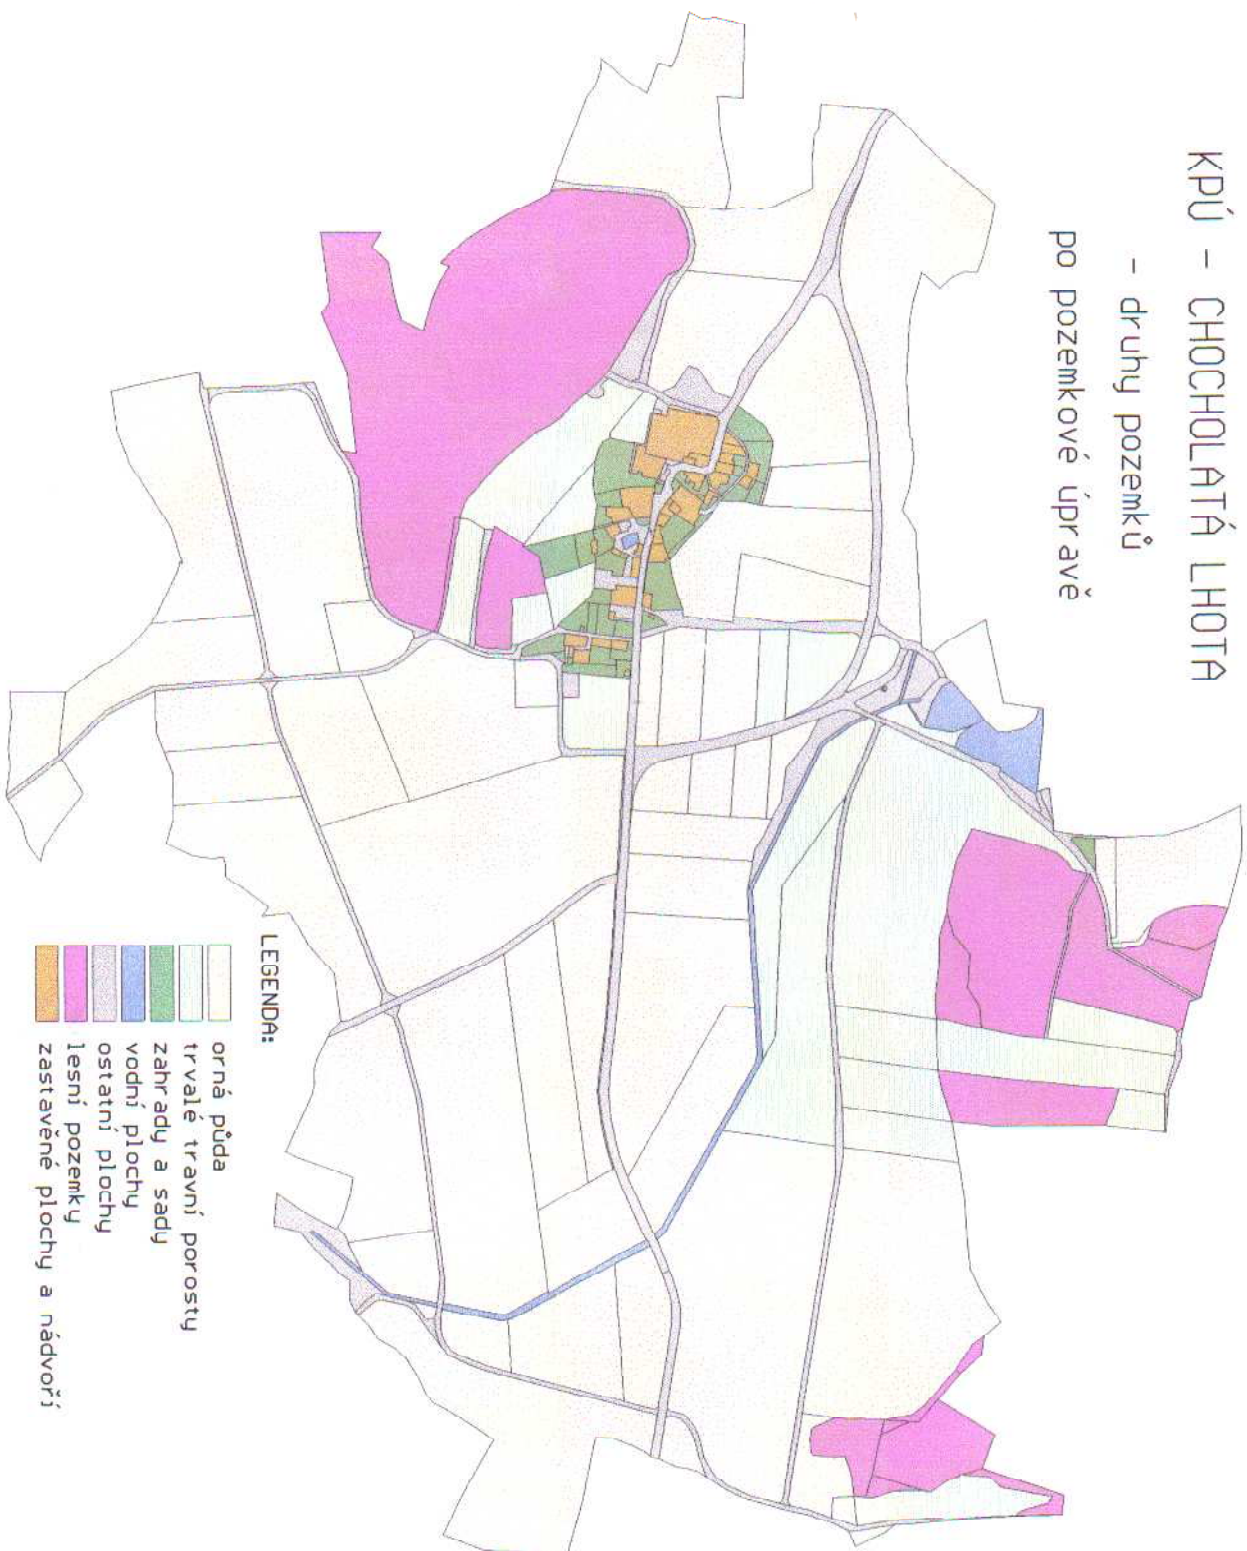 KPÚ - CHOCHOLATÁ LHOTA
- druhy pozemků
po pozemkové úpravě
LEGENDA:
orná půda
trvalé travní porosty
zahrady a sady
vodní plochy
ostatní plochy
lesní pozemky
zastavěné plochy a nádvoří